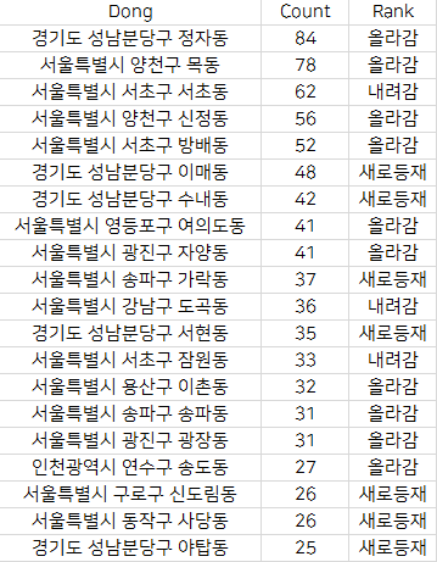 Dong Count Rank
경기도 성남분당구 정자동 84 올라감
서울특별시 양천구 목동 78 올라감
서울특별시 서초구 서초동 62 내려감
서울특별시 양천구 신정동 56 올라감
서울특별시 서초구 방배동 52 올라감
경기도 성남분당구 이매동 48 새로등재
경기도 성남분당구 수내동 42 새로등재
서울특별시 영등포구 여의도동 41 올라감
서울특별시 광진구 자양동 41 올라감
서울특별시 송파구 가락동 37 새로등재
서울특별시 강남구 도곡동 36 내려감
경기도 성남분당구 서현동 35 새로등재
서울특별시 서초구 잠원동 33 내려감
서울특별시 용산구 이촌동 32 올라감
서울특별시 송파구 송파동 31 올라감
서울특별시 광진구 광장동 31 올라감
인천광역시 연수구 송도동 27 올라감
서울특별시 구로구 신도림동 26 새로등재
서울특별시 동작구 사당동 26 새로등재
경기도 성남분당구 야탑동 25 새로등재